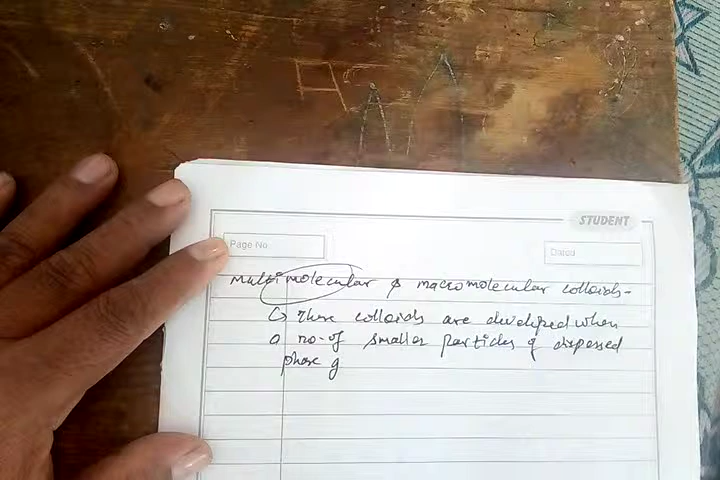 HAM
STUDENT
Page No.
Dated
Multimolecular & macromolecular colloids-
These colloids are developed when
a no. of smaller particles of dispersed
phase g